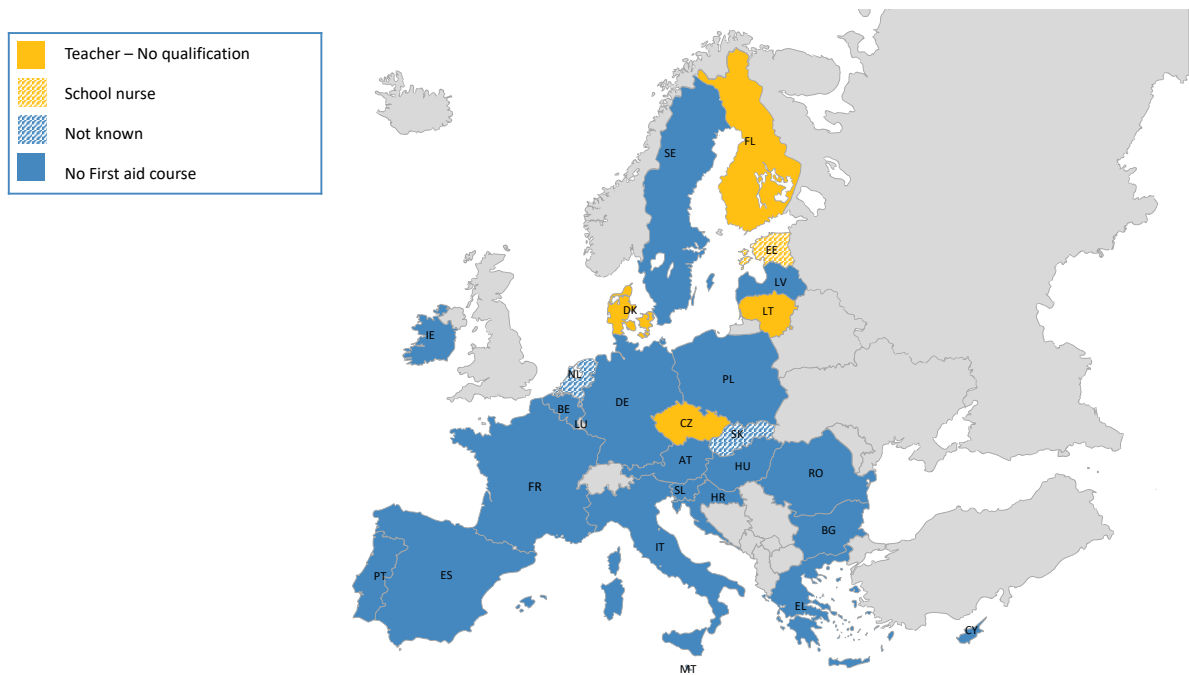 Teacher – No qualification
School nurse
Not known
No First aid course
SE
FL
EE
LV
LT
DK
IE
NL
PL
DE
BE
LU
CZ
SK
AT
HU
RO
FR
SL
HR
BG
IT
PT
ES
EL
CY
MT